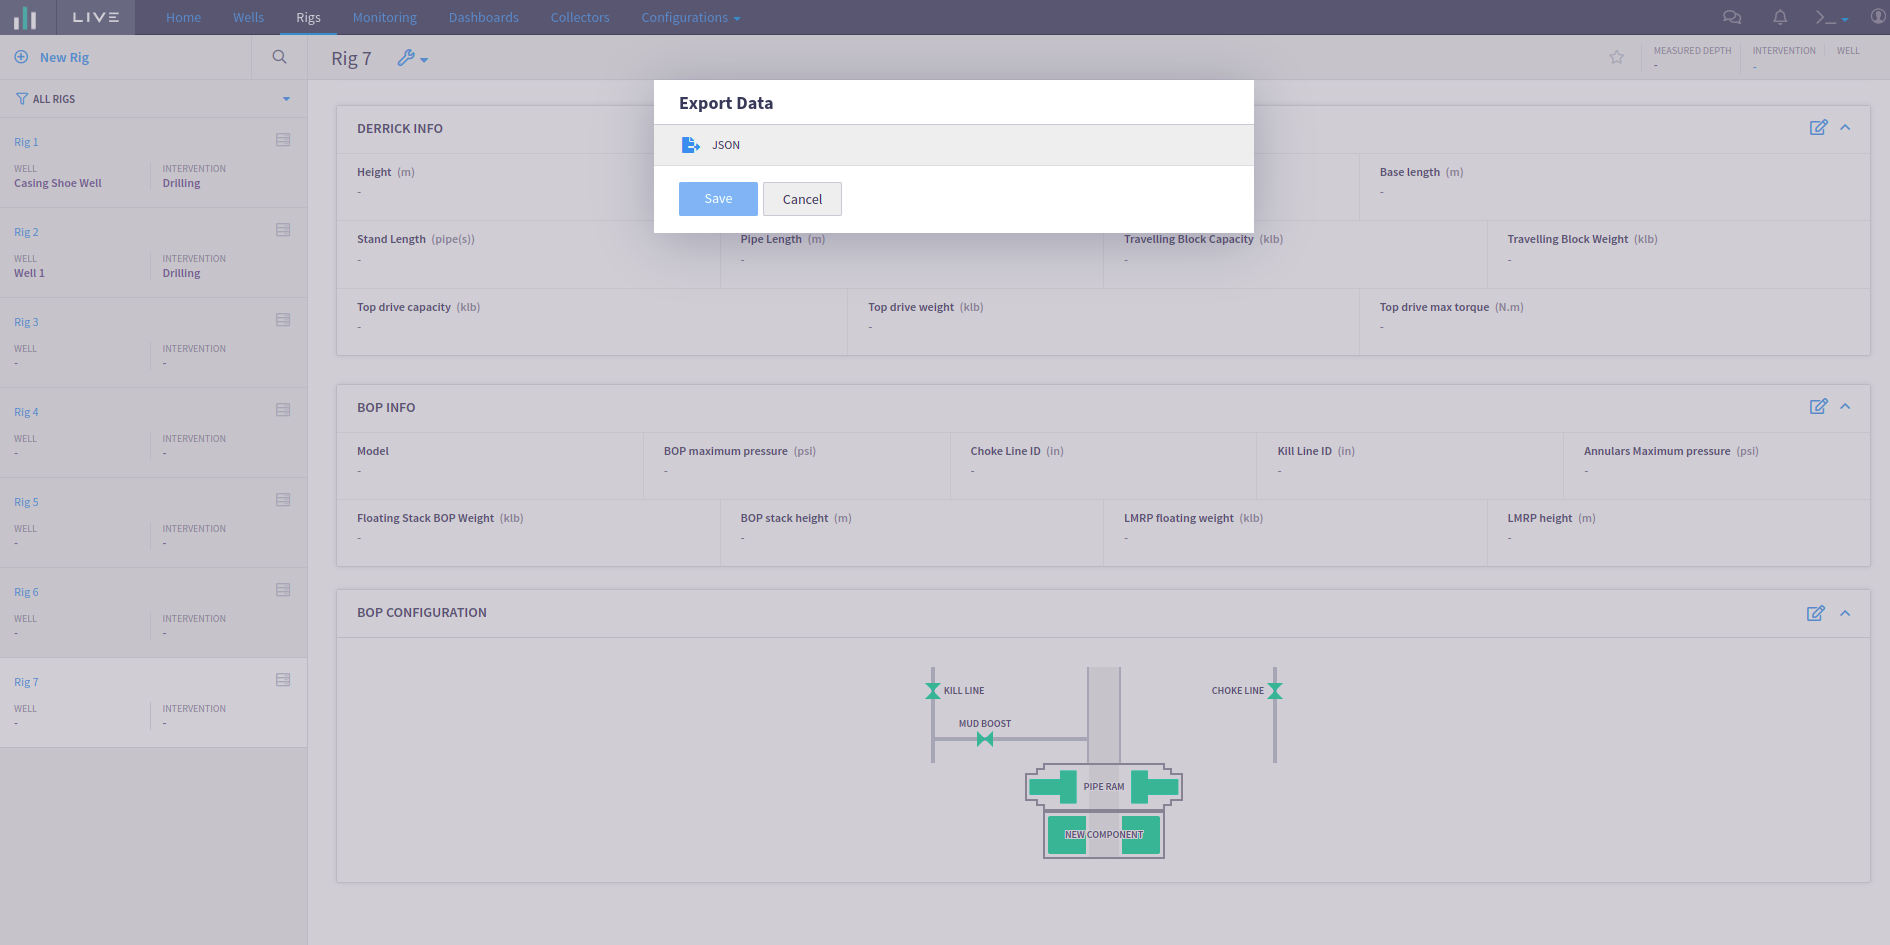 LIVE Home Wells Rigs Monitoring Dashboards Collectors Configurations
New Rig
Rig 7
MEASURED DEPTH INTERVENTION WELL
- -
ALL RIGS
Rig 1
WELL INTERVENTION
Casing Shoe Well Drilling
Rig 2
WELL INTERVENTION
Well 1 Drilling
Rig 3
WELL INTERVENTION
- -
Rig 4
WELL INTERVENTION
- -
Rig 5
WELL INTERVENTION
- -
Rig 6
WELL INTERVENTION
- -
Rig 7
WELL INTERVENTION
- -
Export Data
JSON
Save Cancel
DERRICK INFO
Height (m) Base length (m)
- -
Stand Length (pipe(s)) Pipe Length (m) Travelling Block Capacity (klb) Travelling Block Weight (klb)
- - - -
Top drive capacity (klb) Top drive weight (klb) Top drive max torque (N.m)
- - -
BOP INFO
Model BOP maximum pressure (psi) Choke Line ID (in) Kill Line ID (in) Annulars Maximum pressure (psi)
- - - - -
Floating Stack BOP Weight (klb) BOP stack height (m) LMRP floating weight (klb) LMRP height (m)
- - - -
BOP CONFIGURATION
KILL LINE CHOKE LINE
MUD BOOST
PIPE RAM
NEW COMPONENT